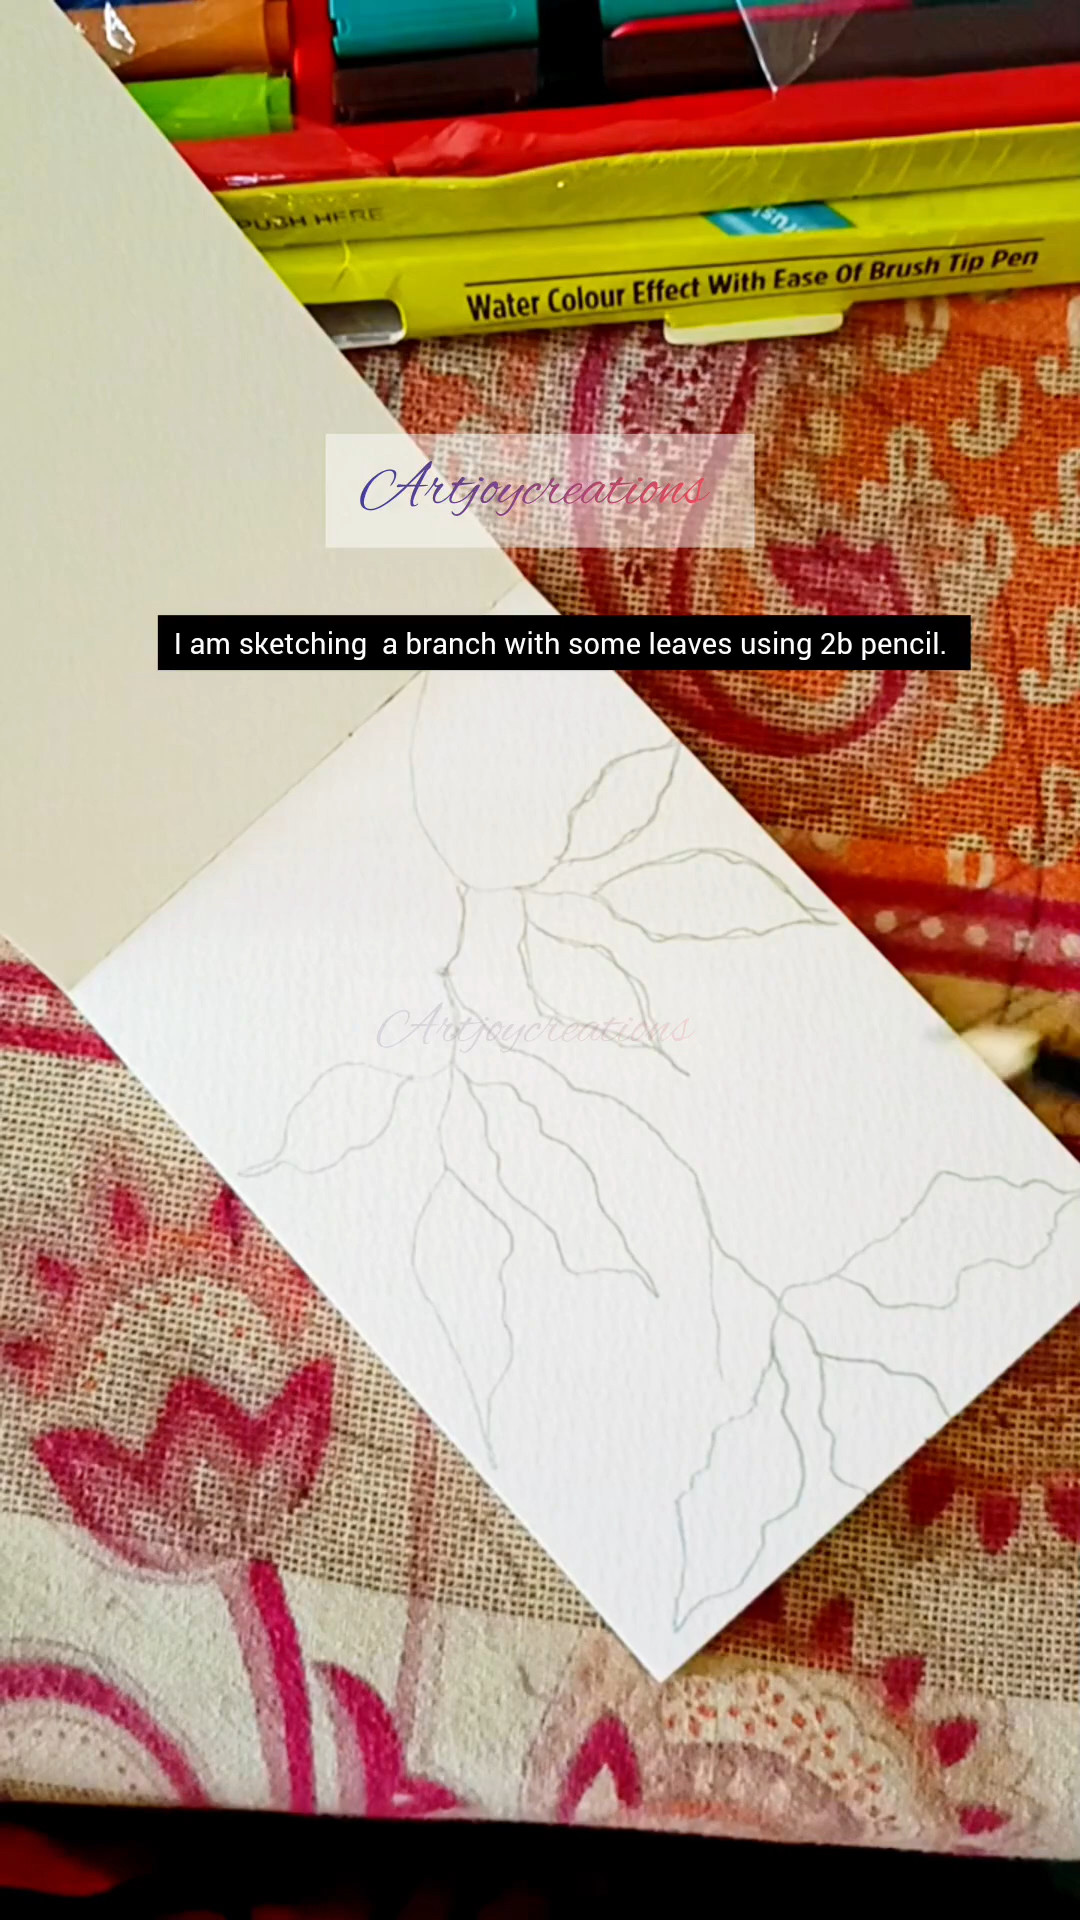 PUSH HERE
Water Colour Effect With Ease Of Brush Tip Pen
Artjoycreations
I am sketching  a branch with some leaves using 2b pencil.
Artjoycreations